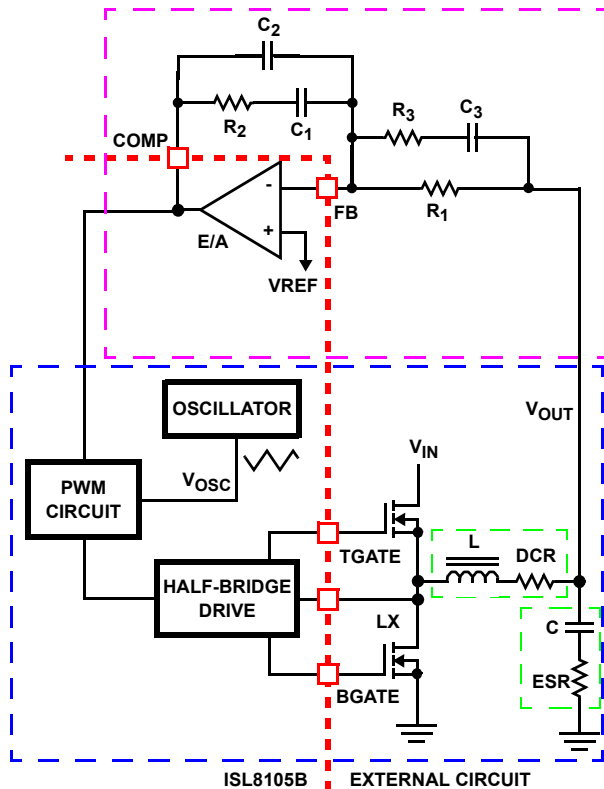 C2
R2
C1
R3
C3
COMP
R1
-
+
E/A
FB
VREF
OSCILLATOR
VOUT
VIN
VOSC
PWM
CIRCUIT
TGATE
L
DCR
HALF-BRIDGE
DRIVE
LX
C
ESR
BGATE
ISL8105B
EXTERNAL CIRCUIT